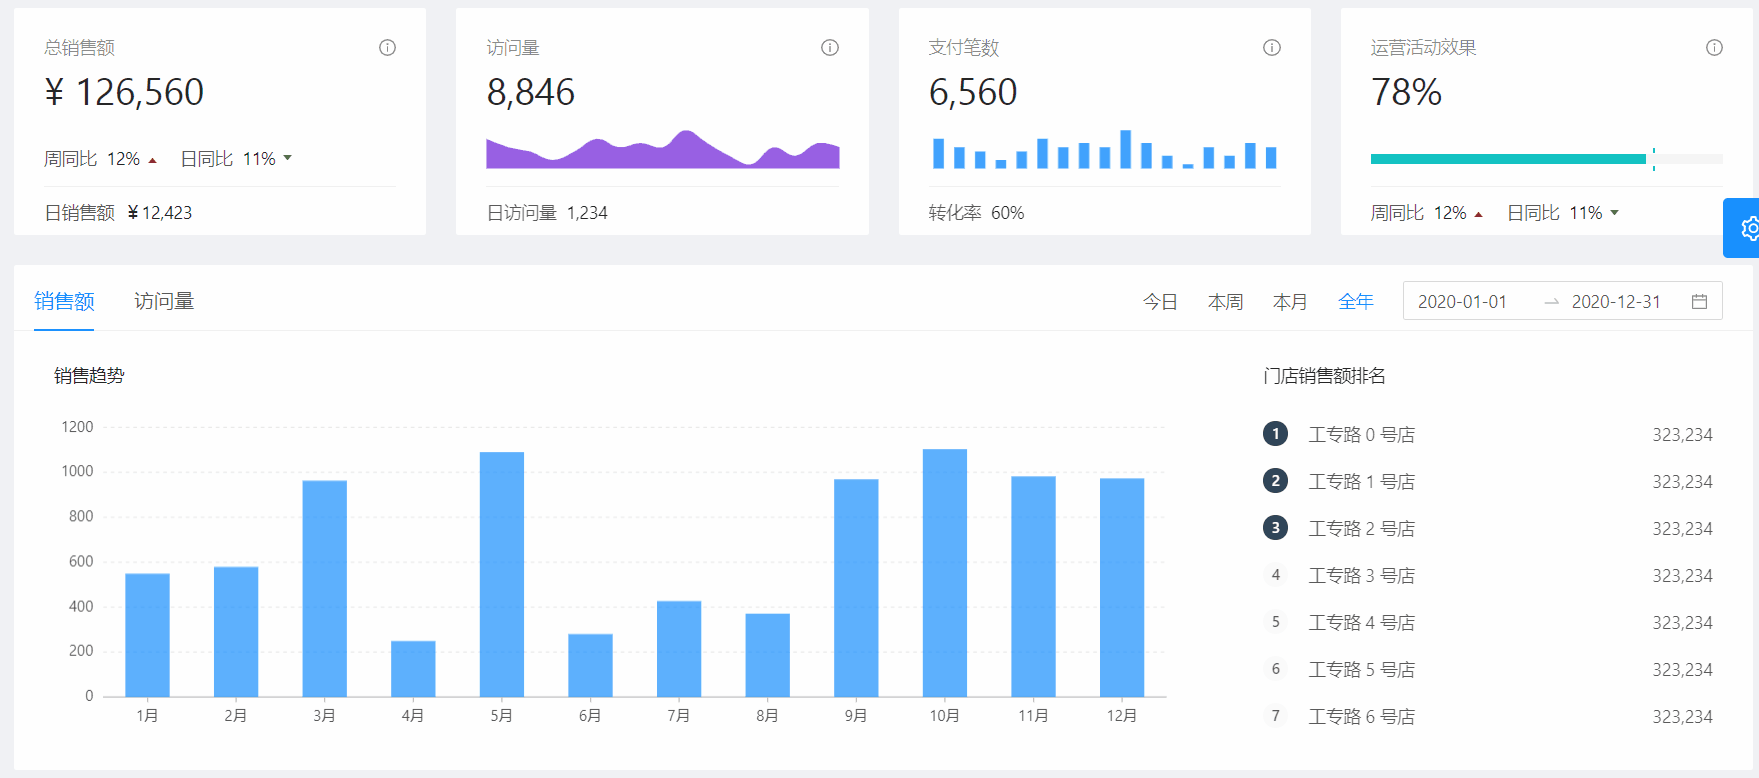 总销售额
¥ 126,560
周同比 12% 日同比 11%
日销售额 ¥12,423
访问量
8,846
日访问量 1,234
支付笔数
6,560
转化率 60%
运营活动效果
78%
周同比 12% 日同比 11%
销售额 访问量 今日 本周 本月 全年 2020-01-01 → 2020-12-31
销售趋势
1200
1000
800
600
400
200
0
1月 2月 3月 4月 5月 6月 7月 8月 9月 10月 11月 12月
门店销售额排名
1 工专路 0 号店 323,234
2 工专路 1 号店 323,234
3 工专路 2 号店 323,234
4 工专路 3 号店 323,234
5 工专路 4 号店 323,234
6 工专路 5 号店 323,234
7 工专路 6 号店 323,234